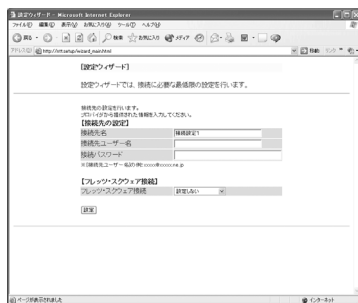 設定ウィザード - Microsoft Internet Explorer
ファイル(F) 編集(E) 表示(V) お気に入り(A) ツール(T) ヘルプ(H)
戻る 検索 お気に入り メディア
アドレス(D) 移動 リンク
[設定ウィザード]
設定ウィザードでは、接続に必要な最低限の設定を行います。
接続先の設定を行います。
プロバイダから提供された情報を入力してください。
【接続先の設定】
接続先名 接続設定1
接続先ユーザー名
接続パスワード
※[接続先ユーザー名]の例:
【フレッツ・スクウェア接続】
フレッツ・スクウェア接続 設定しない
設定
ページが表示されました インターネット